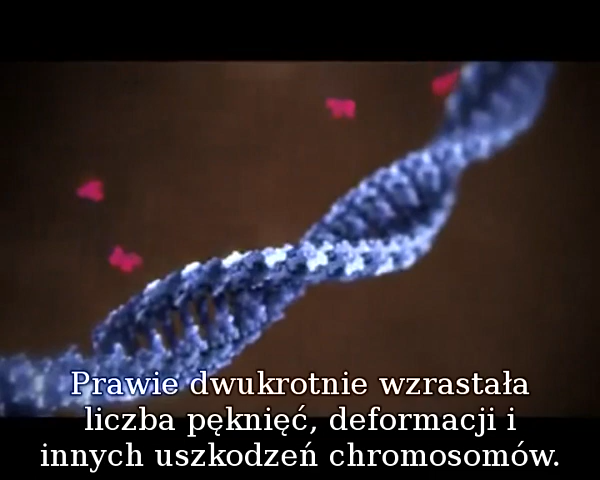 Prawie dwukrotnie wzrastała
liczba pęknięć, deformacji i
innych uszkodzeń chromosomów.